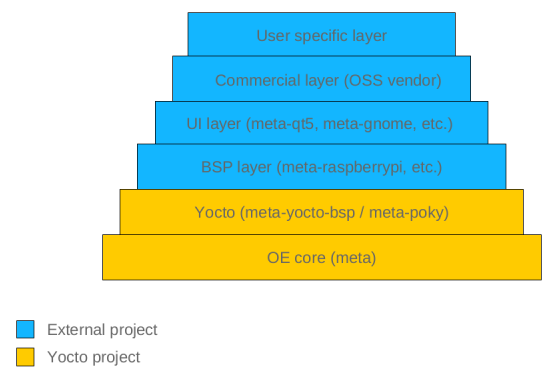 User specific layer
Commercial layer (OSS vendor)
UI layer (meta-qt5, meta-gnome, etc.)
BSP layer (meta-raspberrypi, etc.)
Yocto (meta-yocto-bsp / meta-poky)
OE core (meta)
External project
Yocto project